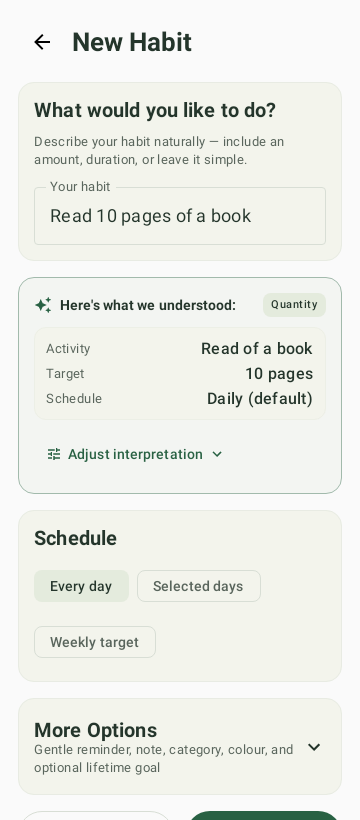 New Habit
What would you like to do?
Describe your habit naturally — include an
amount, duration, or leave it simple.
Your habit
Read 10 pages of a book
Here's what we understood:
Quantity
Activity
Read of a book
Target
10 pages
Schedule
Daily (default)
Adjust interpretation
Schedule
Every day
Selected days
Weekly target
More Options
Gentle reminder, note, category, colour, and
optional lifetime goal